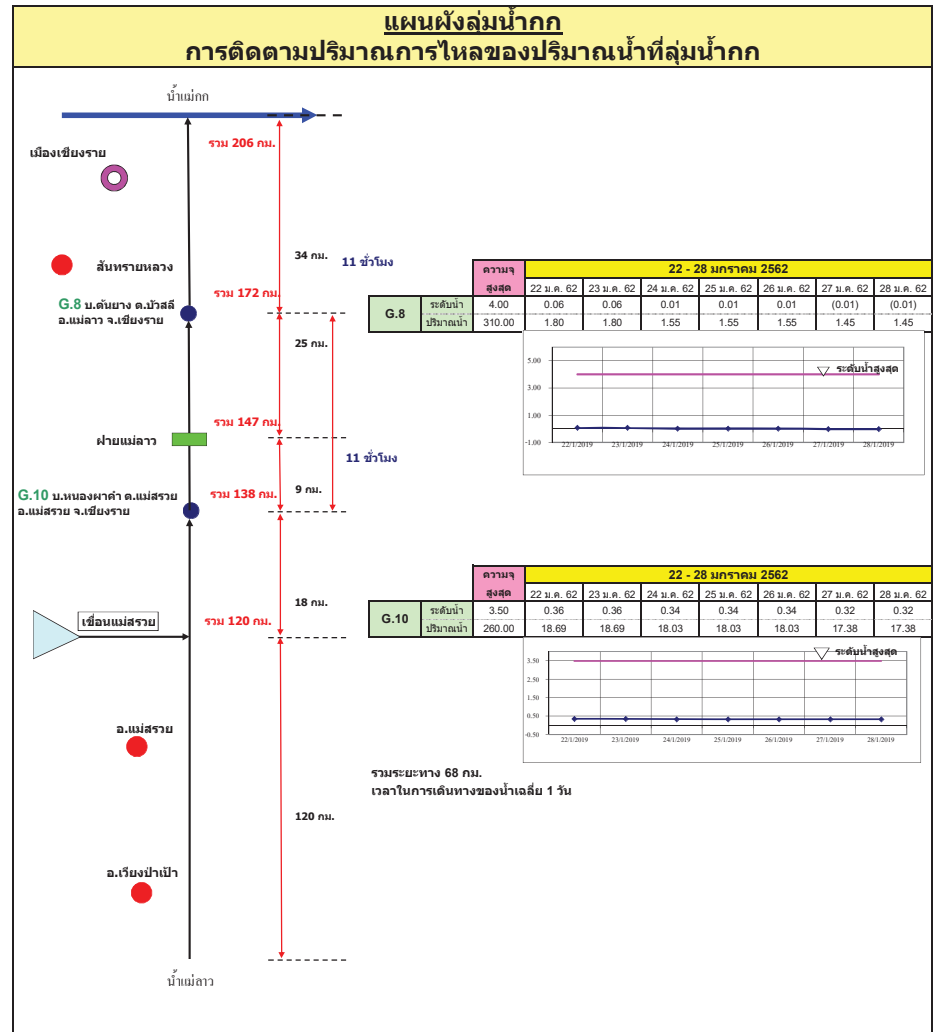 แผนผังลุ่มน้ำกก
การติดตามปริมาณการไหลของปริมาณน้ำที่ลุ่มน้ำกก
น้ำแม่กก
รวม 206 กม.
เมืองเชียงราย
34 กม.
11 ชั่วโมง
สันทรายหลวง
รวม 172 กม.
G.8 บ.ต้นยาง ต.บัวสลี
อ.แม่ลาว จ.เชียงราย
ความจุ
สูงสุด
22 - 28 มกราคม 2562
22 ม.ค. 62 23 ม.ค. 62 24 ม.ค. 62 25 ม.ค. 62 26 ม.ค. 62 27 ม.ค. 62 28 ม.ค. 62
G.8
ระดับน้ำ 4.00 0.06 0.06 0.01 0.01 0.01 (0.01) (0.01)
ปริมาณน้ำ 310.00 1.80 1.80 1.55 1.55 1.55 1.45 1.45
ระดับน้ำสูงสุด
5.00
3.00
1.00
-1.00
22/1/2019 23/1/2019 24/1/2019 25/1/2019 26/1/2019 27/1/2019 28/1/2019
25 กม.
รวม 147 กม.
ฝายแม่ลาว
11 ชั่วโมง
9 กม.
รวม 138 กม.
G.10 บ.หนองผาดำ ต.แม่สรวย
อ.แม่สรวย จ.เชียงราย
18 กม.
รวม 120 กม.
เขื่อนแม่สรวย
ความจุ
สูงสุด
22 - 28 มกราคม 2562
22 ม.ค. 62 23 ม.ค. 62 24 ม.ค. 62 25 ม.ค. 62 26 ม.ค. 62 27 ม.ค. 62 28 ม.ค. 62
G.10
ระดับน้ำ 3.50 0.36 0.36 0.34 0.34 0.34 0.32 0.32
ปริมาณน้ำ 260.00 18.69 18.69 18.03 18.03 18.03 17.38 17.38
ระดับน้ำสูงสุด
3.50
2.50
1.50
0.50
-0.50
22/1/2019 23/1/2019 24/1/2019 25/1/2019 26/1/2019 27/1/2019 28/1/2019
อ.แม่สรวย
รวมระยะทาง 68 กม.
เวลาในการเดินทางของน้ำเฉลี่ย 1 วัน
120 กม.
อ.เวียงป่าเป้า
น้ำแม่ลาว